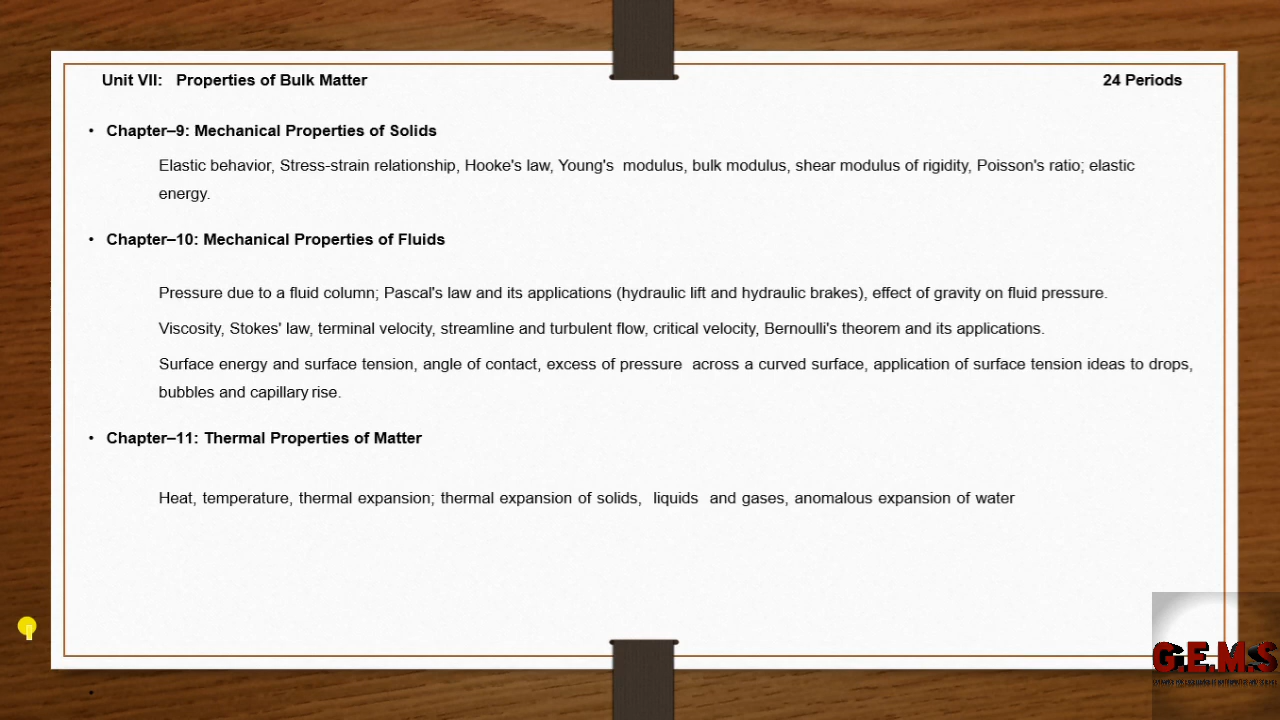 Unit VII: Properties of Bulk Matter 24 Periods
• Chapter–9: Mechanical Properties of Solids
Elastic behavior, Stress-strain relationship, Hooke's law, Young's modulus, bulk modulus, shear modulus of rigidity, Poisson's ratio; elastic
energy.
• Chapter–10: Mechanical Properties of Fluids
Pressure due to a fluid column; Pascal's law and its applications (hydraulic lift and hydraulic brakes), effect of gravity on fluid pressure.
Viscosity, Stokes' law, terminal velocity, streamline and turbulent flow, critical velocity, Bernoulli's theorem and its applications.
Surface energy and surface tension, angle of contact, excess of pressure across a curved surface, application of surface tension ideas to drops,
bubbles and capillary rise.
• Chapter–11: Thermal Properties of Matter
Heat, temperature, thermal expansion; thermal expansion of solids, liquids and gases, anomalous expansion of water
G.E.M.S